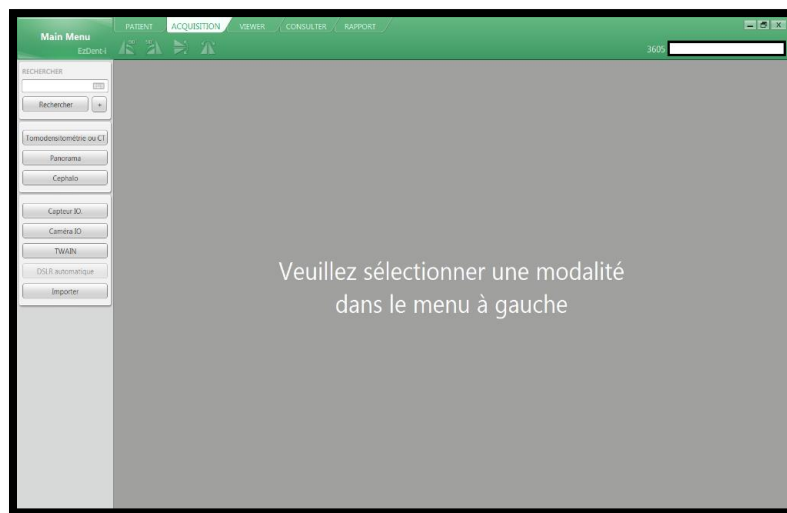 Main Menu
EzDent-i
PATIENT ACQUISITION VIEWER CONSULTER RAPPORT
3605
RECHERCHER
Rechercher +
Tomodensitométrie ou CT
Panorama
Cephalo
Capteur IO.
Caméra IO
TWAIN
DSLR automatique
Importer
Veuillez sélectionner une modalité
dans le menu à gauche